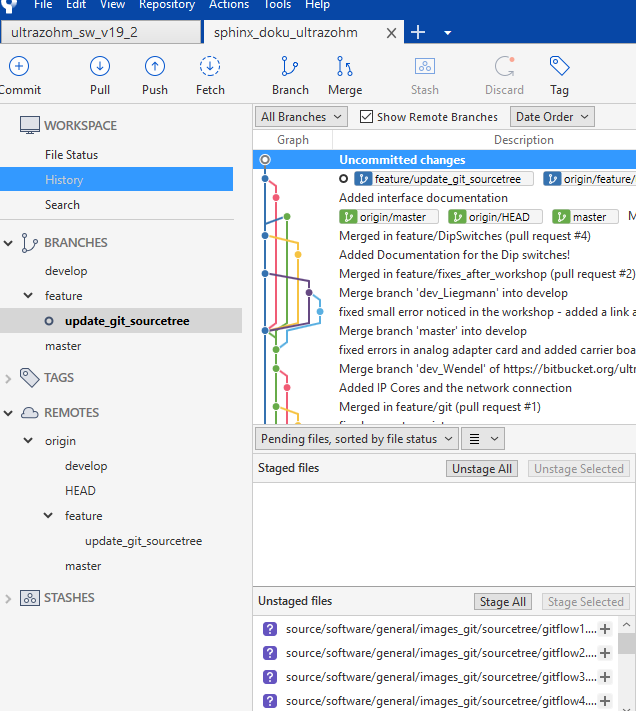 File Edit View Repository Actions Tools Help
ultrazohm_sw_v19_2 sphinx_doku_ultrazohm
Commit Pull Push Fetch Branch Merge Stash Discard Tag
WORKSPACE
File Status
History
Search
BRANCHES
develop
feature
update_git_sourcetree
master
TAGS
REMOTES
origin
develop
HEAD
feature
update_git_sourcetree
master
STASHES
All Branches Show Remote Branches Date Order
Graph Description
Uncommitted changes
feature/update_git_sourcetree origin/feature/
Added interface documentation
origin/master origin/HEAD master M
Merged in feature/DipSwitches (pull request #4)
Added Documentation for the Dip switches!
Merged in feature/fixes_after_workshop (pull request #2)
Merge branch 'dev_Liegmann' into develop
fixed small error noticed in the workshop - added a link a
Merge branch 'master' into develop
fixed errors in analog adapter card and added carrier boa
Merge branch 'dev_Wendel' of https://bitbucket.org/ultr
Added IP Cores and the network connection
Merged in feature/git (pull request #1)
Pending files, sorted by file status
Staged files Unstage All Unstage Selected
Unstaged files Stage All Stage Selected
source/software/general/images_git/sourcetree/gitflow1....
source/software/general/images_git/sourcetree/gitflow2....
source/software/general/images_git/sourcetree/gitflow3....
source/software/general/images_git/sourcetree/gitflow4....